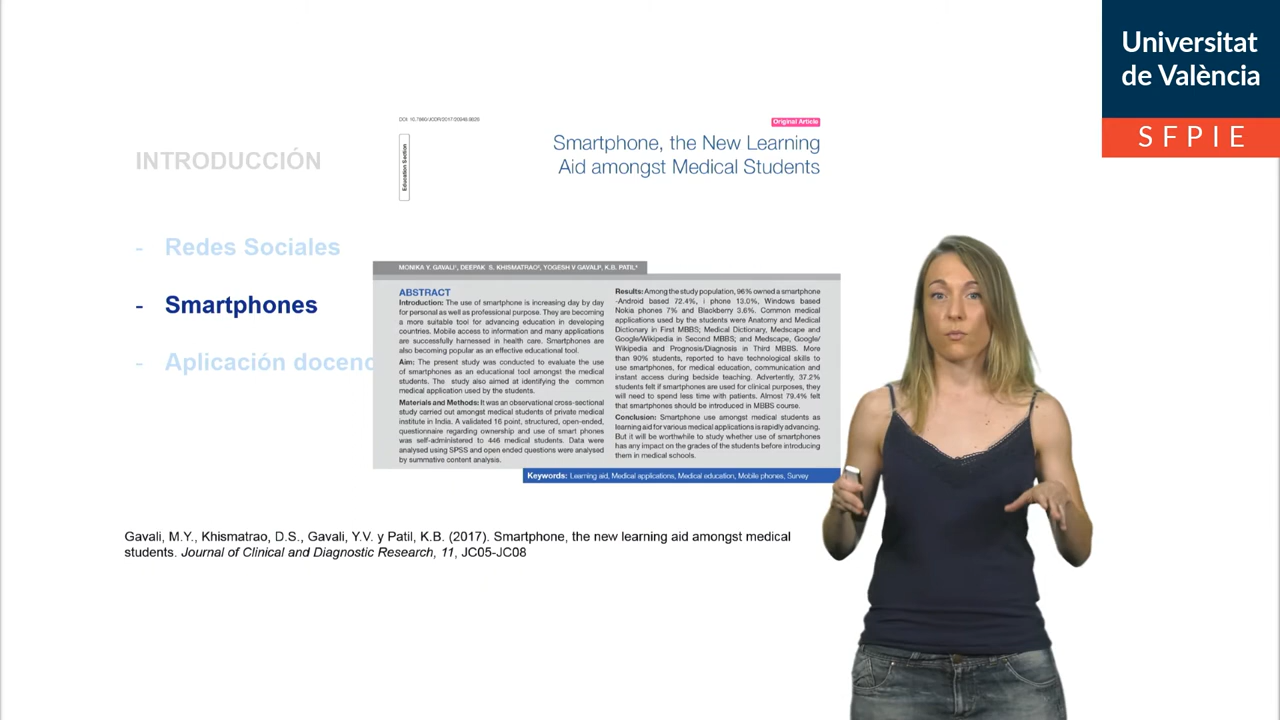 Universitat
de València
SFPIE
INTRODUCCIÓN
- Redes Sociales
- Smartphones
- Aplicación docenc
Original Article
Education Section
Smartphone, the New Learning
Aid amongst Medical Students
MONIKA Y. GAVALI¹, DEEPAK S. KHISMATRAO², YOGESH V GAVALI³, K.B. PATIL⁴
ABSTRACT
Introduction: The use of smartphone is increasing day by day
for personal as well as professional purpose. They are becoming
a more suitable tool for advancing education in developing
countries. Mobile access to information and many applications
are successfully harnessed in health care. Smartphones are
also becoming popular as an effective educational tool.
Aim: The present study was conducted to evaluate the use
of smartphones as an educational tool amongst the medical
students. The study also aimed at identifying the common
medical application used by the students.
Materials and Methods: It was an observational cross-sectional
study carried out amongst medical students of private medical
institute in India. A validated 16 point, structured, open-ended,
questionnaire regarding ownership and use of smart phones
was self-administered to 446 medical students. Data were
analysed using SPSS and open ended questions were analysed
by summative content analysis.
Results: Among the study population, 96% owned a smartphone
-Android based 72.4%, I phone 13.0%, Windows based
Nokia phones 7% and Blackberry 3.6%. Common medical
applications used by the students were Anatomy and Medical
Dictionary in First MBBS; Medical Dictionary, Medscape and
Google/Wikipedia in Second MBBS; and Medscape, Google/
Wikipedia and Prognosis/Diagnosis in Third MBBS. More
than 90% students, reported to have technological skills to
use smartphones, for medical education, communication and
instant access during bedside teaching. Advertently, 37.2%
students felt if smartphones are used for clinical purposes, they
will need to spend less time with patients. Almost 79.4% felt
that smartphones should be introduced in MBBS course.
Conclusion: Smartphone use amongst medical students as
learning aid for various medical applications is rapidly advancing.
But it will be worthwhile to study whether use of smartphones
has any impact on the grades of the students before introducing
them in medical schools.
Keywords: Learning aid, Medical applications, Medical education, Mobile phones, Survey
Gavali, M.Y., Khismatrao, D.S., Gavali, Y.V. y Patil, K.B. (2017). Smartphone, the new learning aid amongst medical
students. Journal of Clinical and Diagnostic Research, 11, JC05-JC08